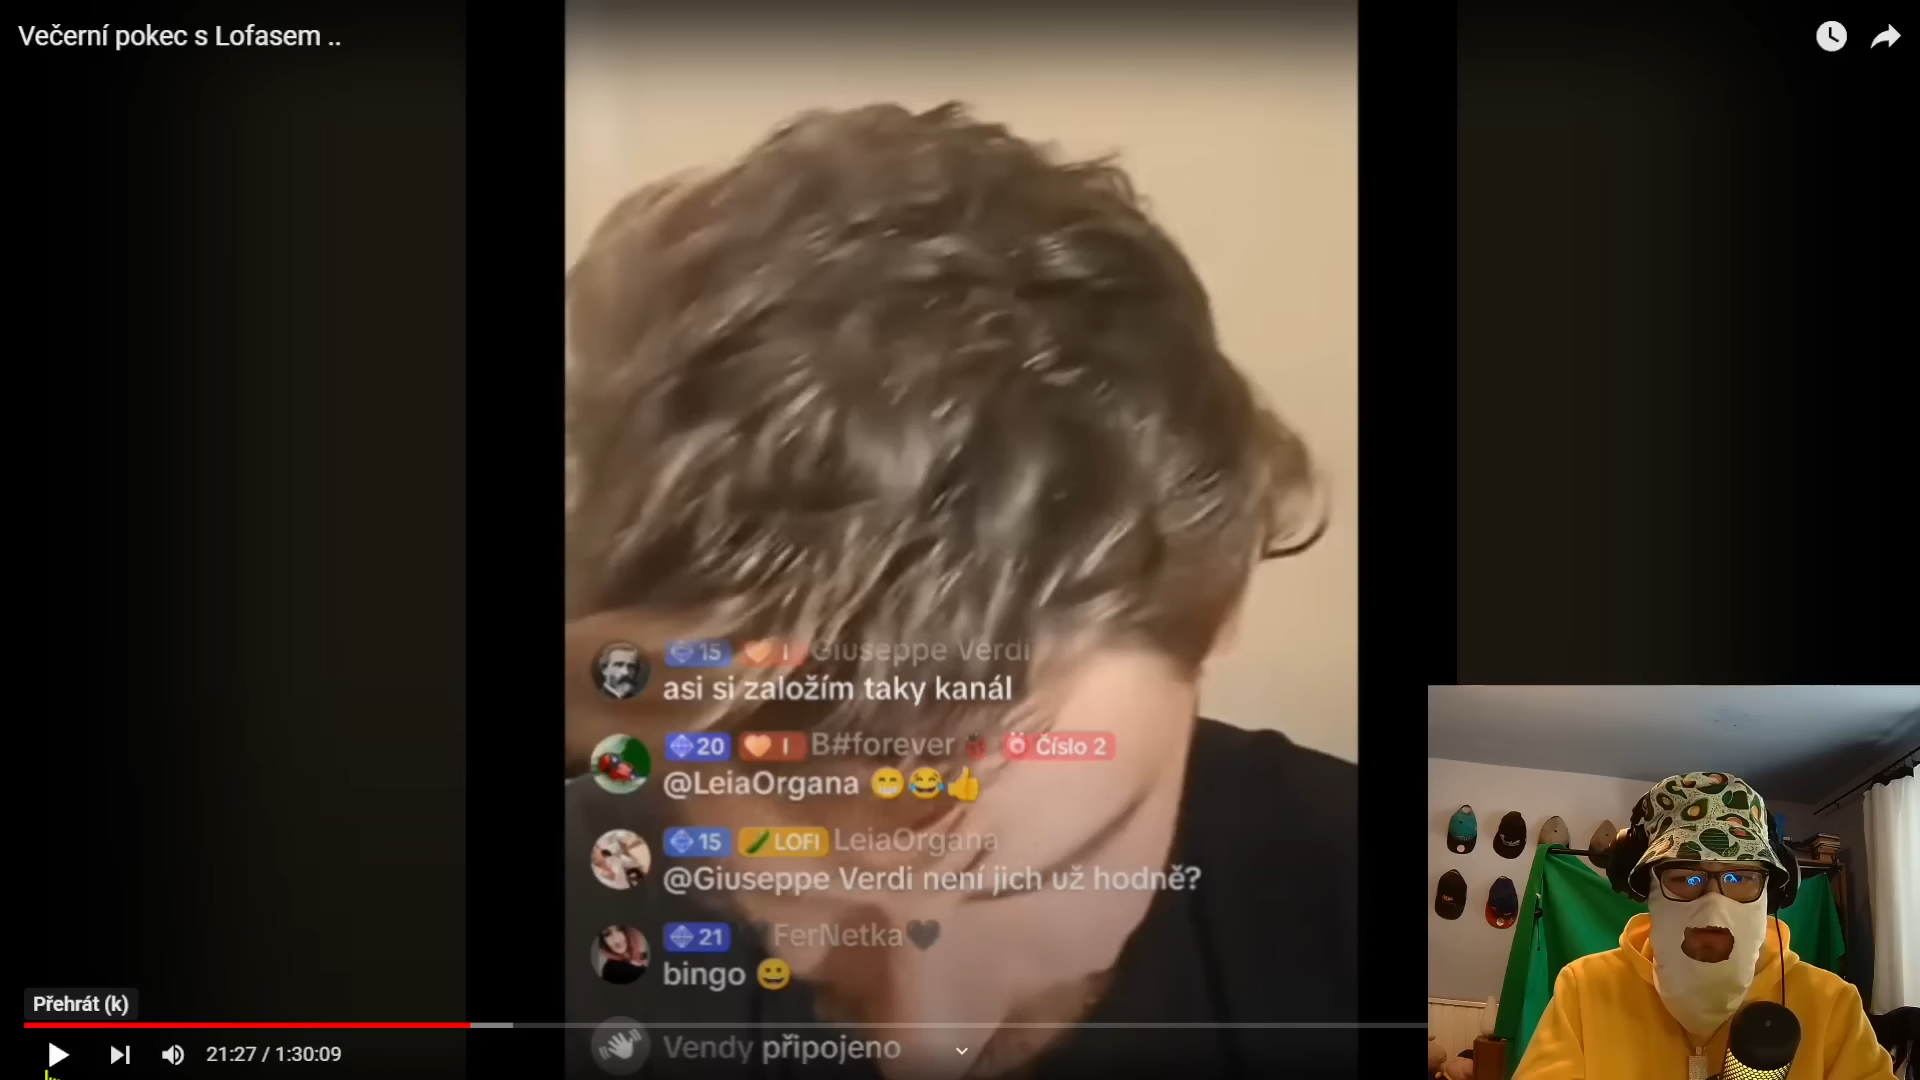 Večerní pokec s Lofasem ..
15 I Giuseppe Verdi
asi si založím taky kanál
20 I B#forever Číslo 2
@LeiaOrgana 😁😂👍
15 LOFI LeiaOrgana
@Giuseppe Verdi není jich už hodně?
21 FerNetka🖤
bingo 😀
Vendy připojeno
Přehrát (k)
21:27 / 1:30:09